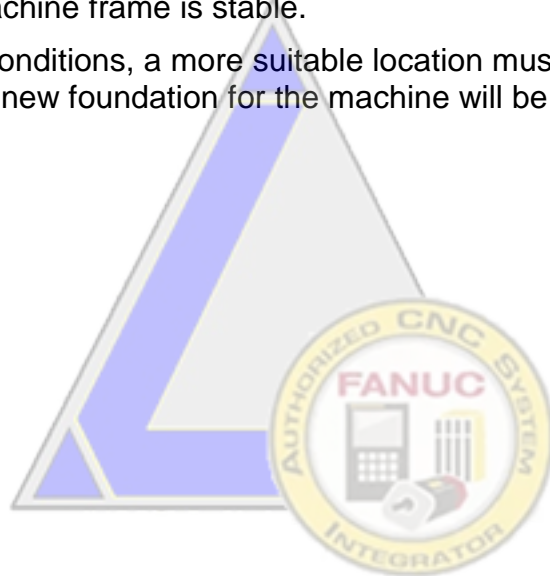 achine frame is stable.
onditions, a more suitable location mus
new foundation for the machine will be
AUTHORIZED CNC SYSTEM
FANUC
INTEGRATOR